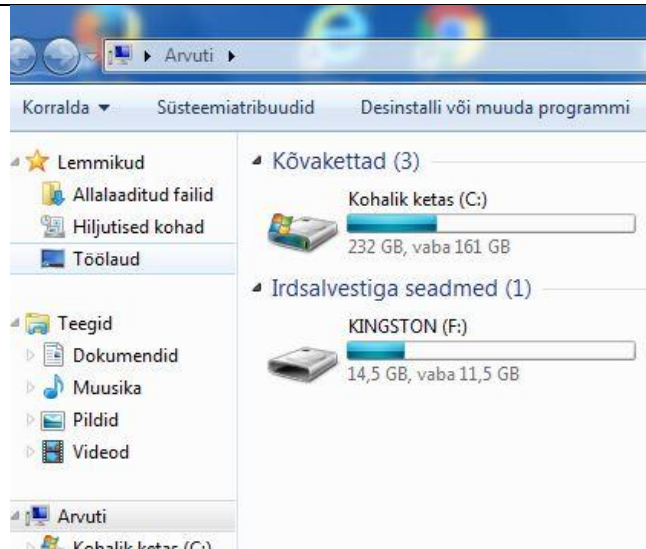 Arvuti
Korralda Süsteemiatribuudid Desinstalli või muuda programmi
Lemmikud
Allalaaditud failid
Hiljutised kohad
Töölaud
Teegid
Dokumendid
Muusika
Pildid
Videod
Arvuti
Kohalik ketas (C:)
Kõvakettad (3)
Kohalik ketas (C:)
232 GB, vaba 161 GB
Irdsalvestiga seadmed (1)
KINGSTON (F:)
14,5 GB, vaba 11,5 GB